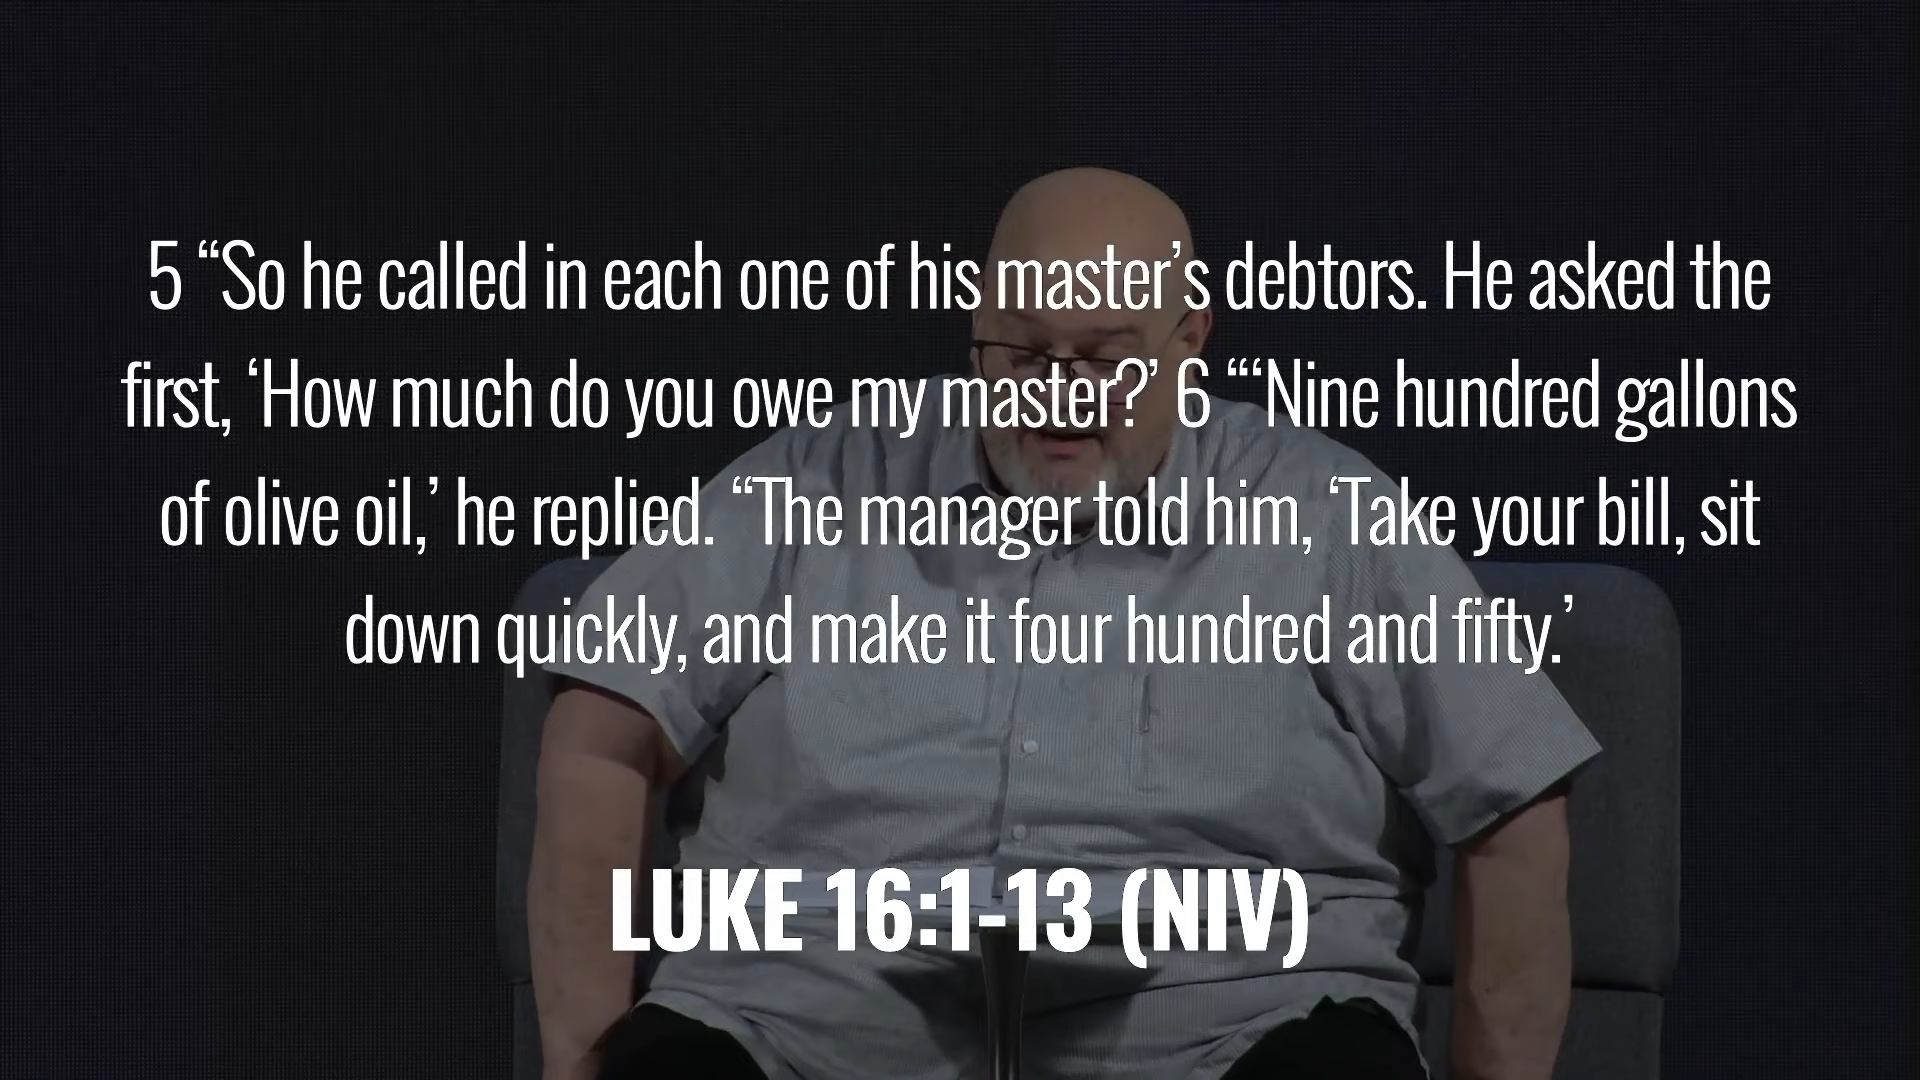 5 “So he called in each one of his master’s debtors. He asked the
first, ‘How much do you owe my master?’ 6 “‘Nine hundred gallons
of olive oil,’ he replied. “The manager told him, ‘Take your bill, sit
down quickly, and make it four hundred and fifty.’
LUKE 16:1-13 (NIV)